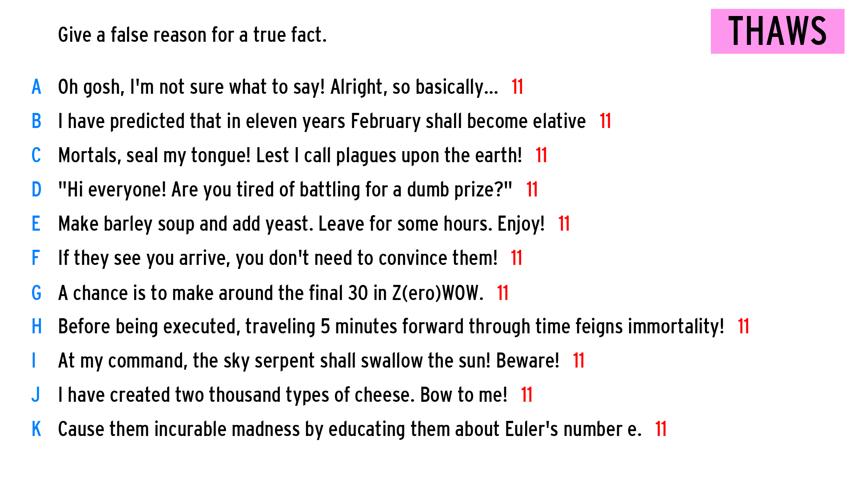 Give a false reason for a true fact.
THAWS
A Oh gosh, I'm not sure what to say! Alright, so basically... 11
B I have predicted that in eleven years February shall become elative 11
C Mortals, seal my tongue! Lest I call plagues upon the earth! 11
D "Hi everyone! Are you tired of battling for a dumb prize?" 11
E Make barley soup and add yeast. Leave for some hours. Enjoy! 11
F If they see you arrive, you don't need to convince them! 11
G A chance is to make around the final 30 in Z(ero)WOW. 11
H Before being executed, traveling 5 minutes forward through time feigns immortality! 11
I At my command, the sky serpent shall swallow the sun! Beware! 11
J I have created two thousand types of cheese. Bow to me! 11
K Cause them incurable madness by educating them about Euler's number e. 11